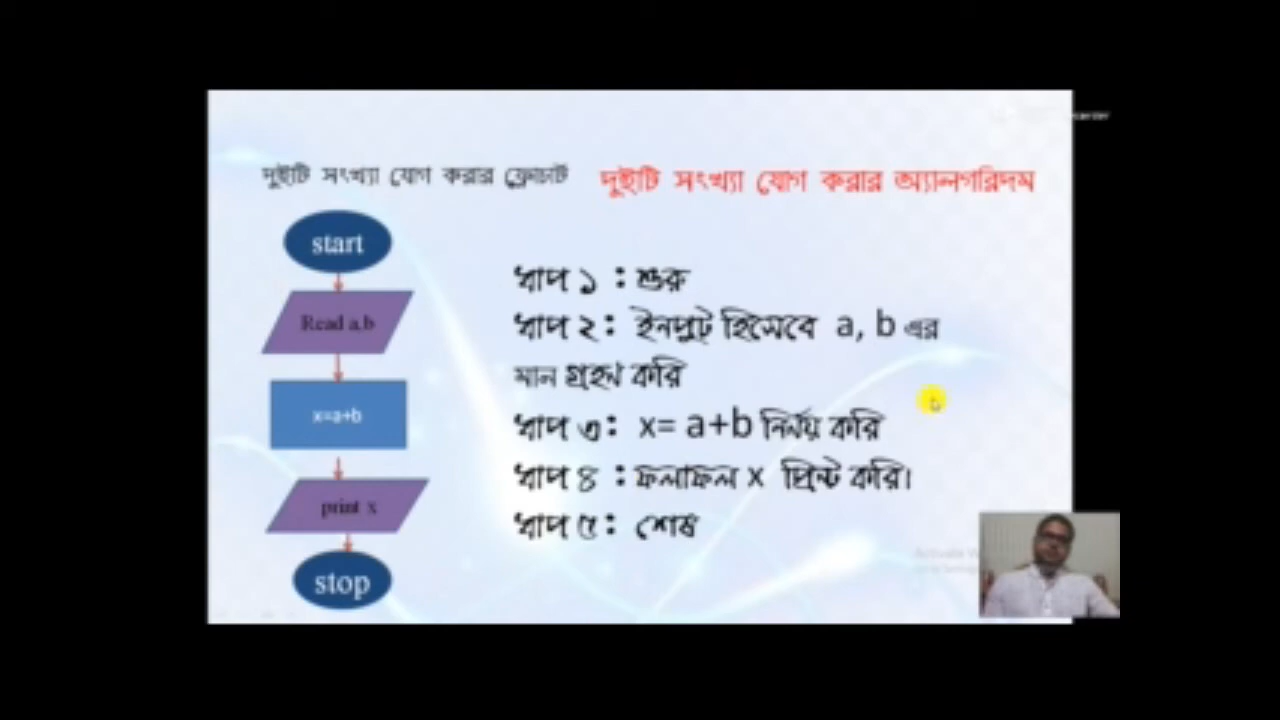 দুইটি সংখ্যা যোগ করার ফ্লোচার্ট
দুইটি সংখ্যা যোগ করার অ্যালগরিদম
start
Read a,b
x=a+b
print x
stop
ধাপ ১ : শুরু
ধাপ ২ : ইনপুট হিসেবে a, b এর
মান গ্রহণ করি
ধাপ ৩ : x= a+b নির্ণয় করি
ধাপ ৪ : ফলাফল x প্রিন্ট করি।
ধাপ ৫ : শেষ